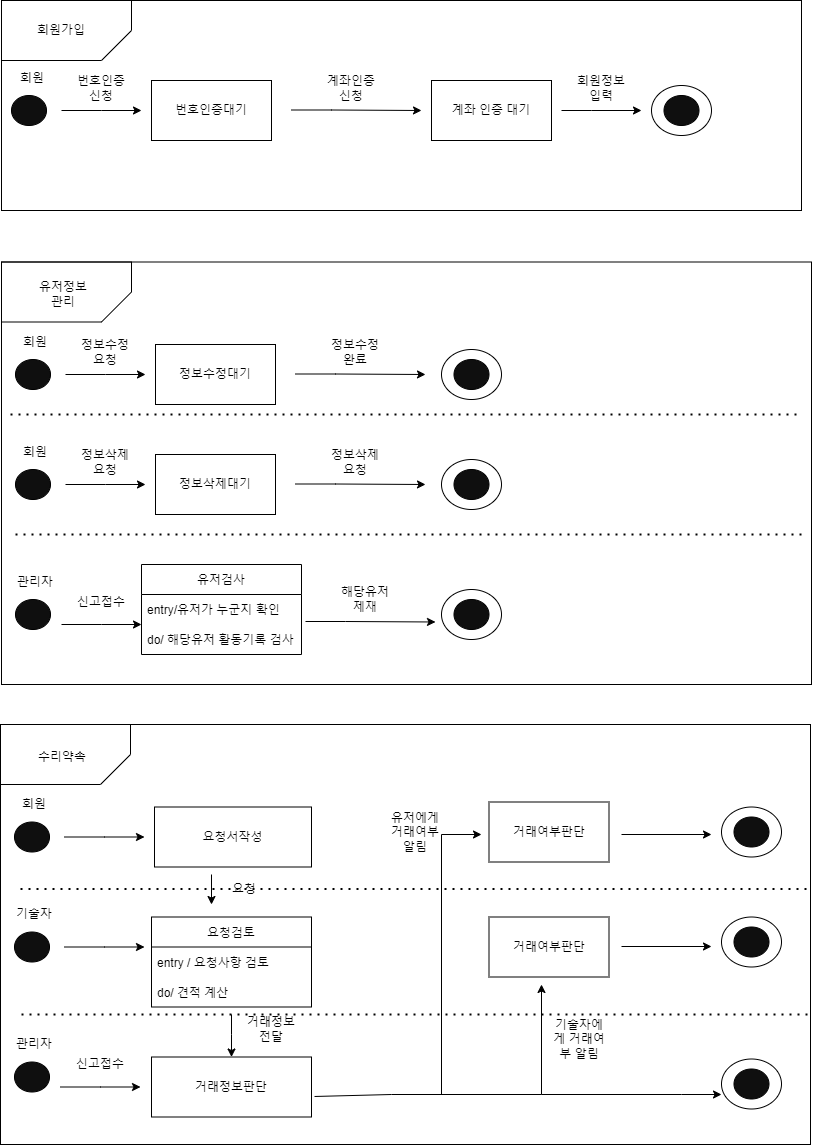 회원가입
회원
번호인증
신청
번호인증대기
계좌인증
신청
계좌 인증 대기
회원정보
입력
유저정보
관리
회원
정보수정
요청
정보수정대기
정보수정
완료
회원
정보삭제
요청
정보삭제대기
정보삭제
요청
관리자
신고접수
유저검사
entry/유저가 누군지 확인
do/ 해당유저 활동기록 검사
해당유저
제재
수리약속
회원
요청서작성
유저에게
거래여부
알림
거래여부판단
요청
기술자
요청검토
entry / 요청사항 검토
do/ 견적 계산
거래여부판단
거래정보
전달
관리자
신고접수
거래정보판단
기술자에
게 거래여
부 알림